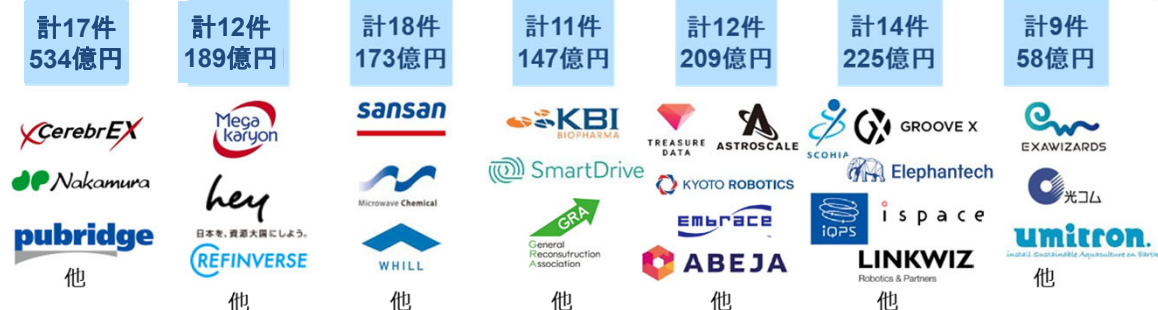 計17件
534億円
CerebrEX
Nakamura
pubridge
他
計12件
189億円
Mega
karyon
hey
日本を、資源大国にしよう。
REFINVERSE
他
計18件
173億円
sansan
Microwave Chemical
WHILL
他
計11件
147億円
KBI
BIOPHARMA
SmartDrive
GRA
General
Reconsutruction
Association
他
計12件
209億円
TREASURE
DATA
ASTROSCALE
KYOTO ROBOTICS
EMbRACE
ABEJA
他
計14件
225億円
SCOHIA
GROOVE X
Elephantech
iQPS
ispace
LINKWIZ
Robotics & Partners
他
計9件
58億円
EXAWIZARDS
光コム
umitron.
install Sustainable Aquaculture on Earth
他